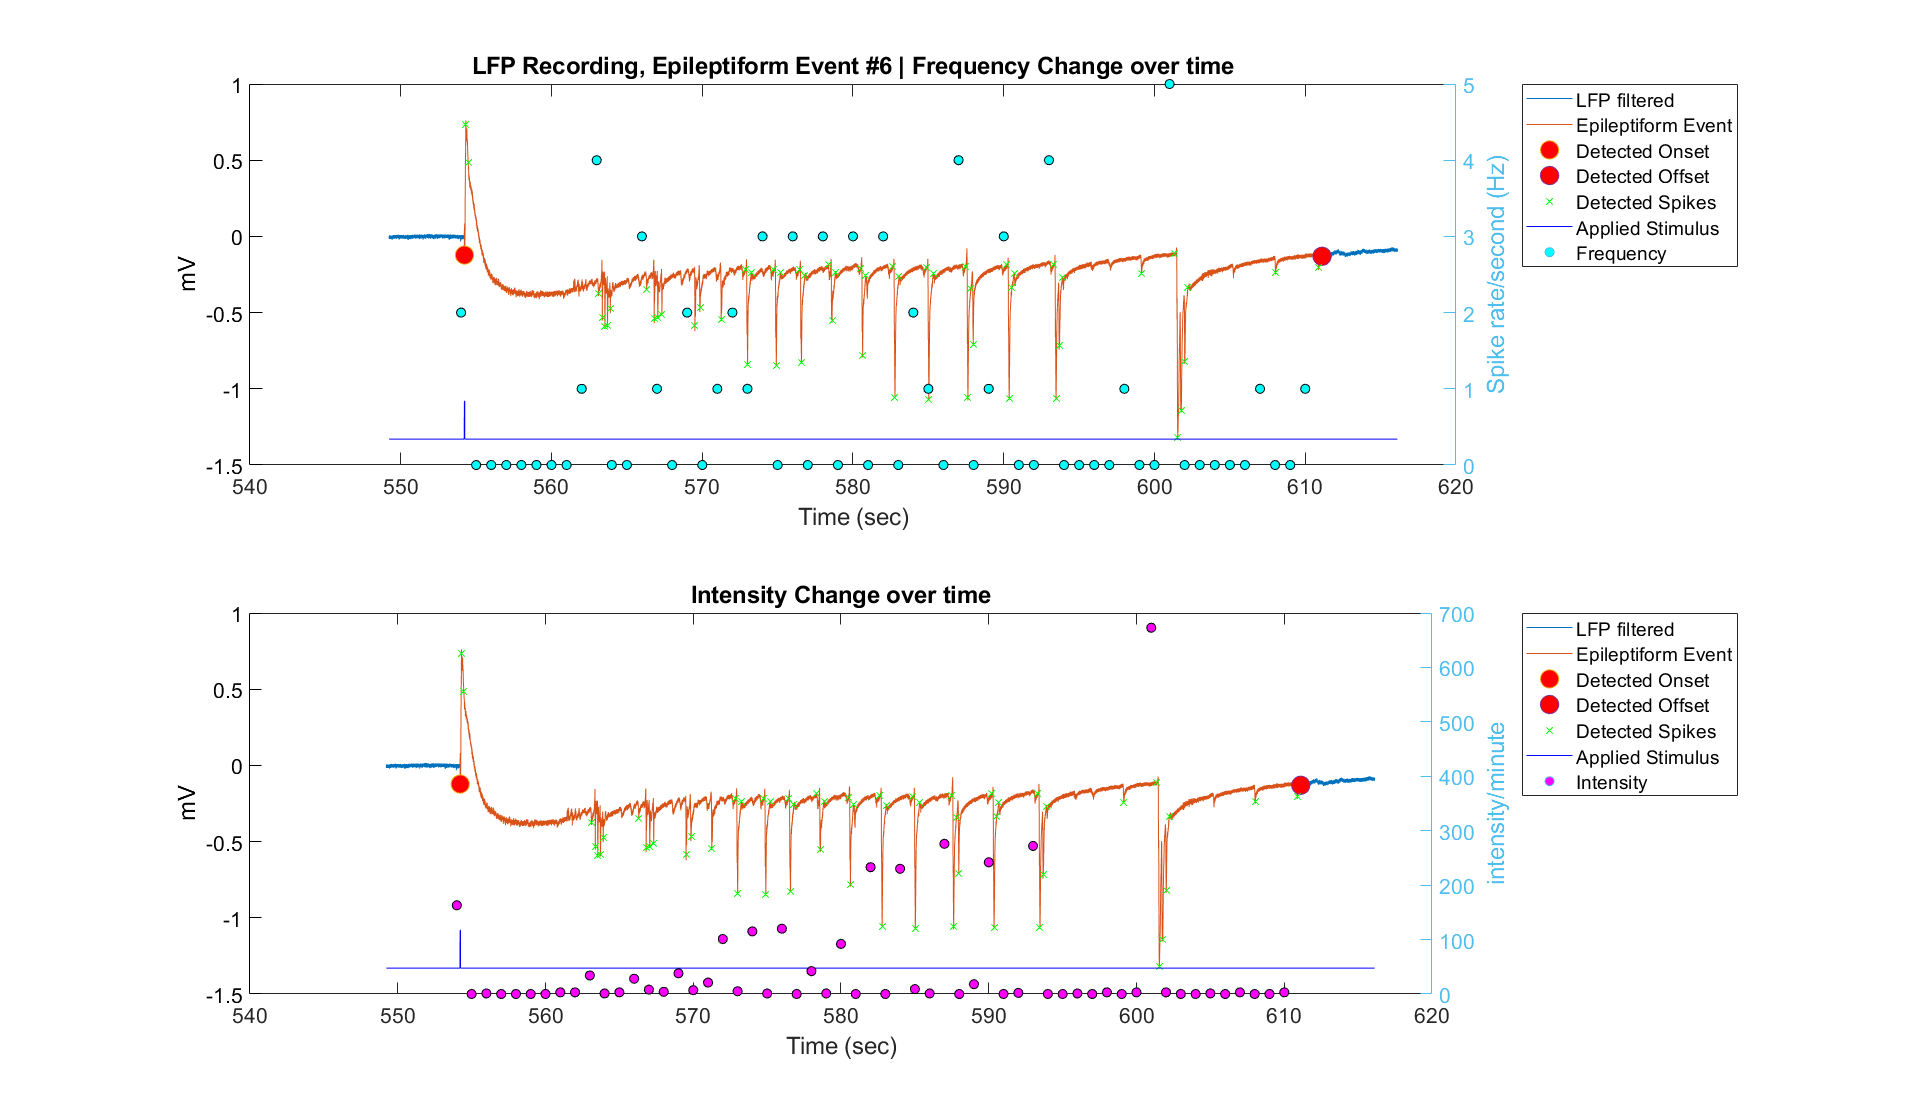 LFP Recording, Epileptiform Event #6 | Frequency Change over time
1
0.5
0
-0.5
-1
-1.5
mV
540
550
560
570
580
590
600
610
620
Time (sec)
5
4
3
2
1
0
Spike rate/second (Hz)
LFP filtered
Epileptiform Event
Detected Onset
Detected Offset
Detected Spikes
Applied Stimulus
Frequency
Intensity Change over time
1
0.5
0
-0.5
-1
-1.5
mV
540
550
560
570
580
590
600
610
620
Time (sec)
700
600
500
400
300
200
100
0
intensity/minute
LFP filtered
Epileptiform Event
Detected Onset
Detected Offset
Detected Spikes
Applied Stimulus
Intensity